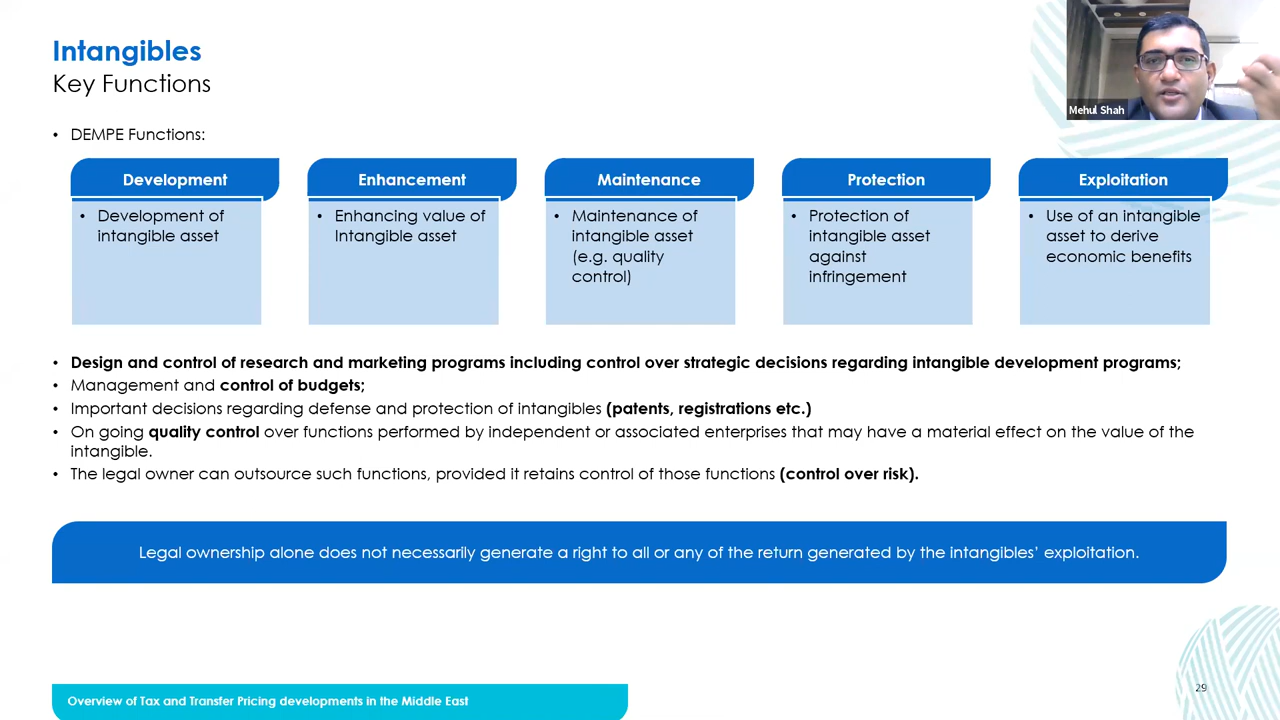 Intangibles
Key Functions
Mehul Shah
• DEMPE Functions:
Development
• Development of
intangible asset
Enhancement
• Enhancing value of
Intangible asset
Maintenance
• Maintenance of
intangible asset
(e.g. quality
control)
Protection
• Protection of
intangible asset
against
infringement
Exploitation
• Use of an intangible
asset to derive
economic benefits
• Design and control of research and marketing programs including control over strategic decisions regarding intangible development programs;
• Management and control of budgets;
• Important decisions regarding defense and protection of intangibles (patents, registrations etc.)
• On going quality control over functions performed by independent or associated enterprises that may have a material effect on the value of the
intangible.
• The legal owner can outsource such functions, provided it retains control of those functions (control over risk).
Legal ownership alone does not necessarily generate a right to all or any of the return generated by the intangibles’ exploitation.
Overview of Tax and Transfer Pricing developments in the Middle East
29